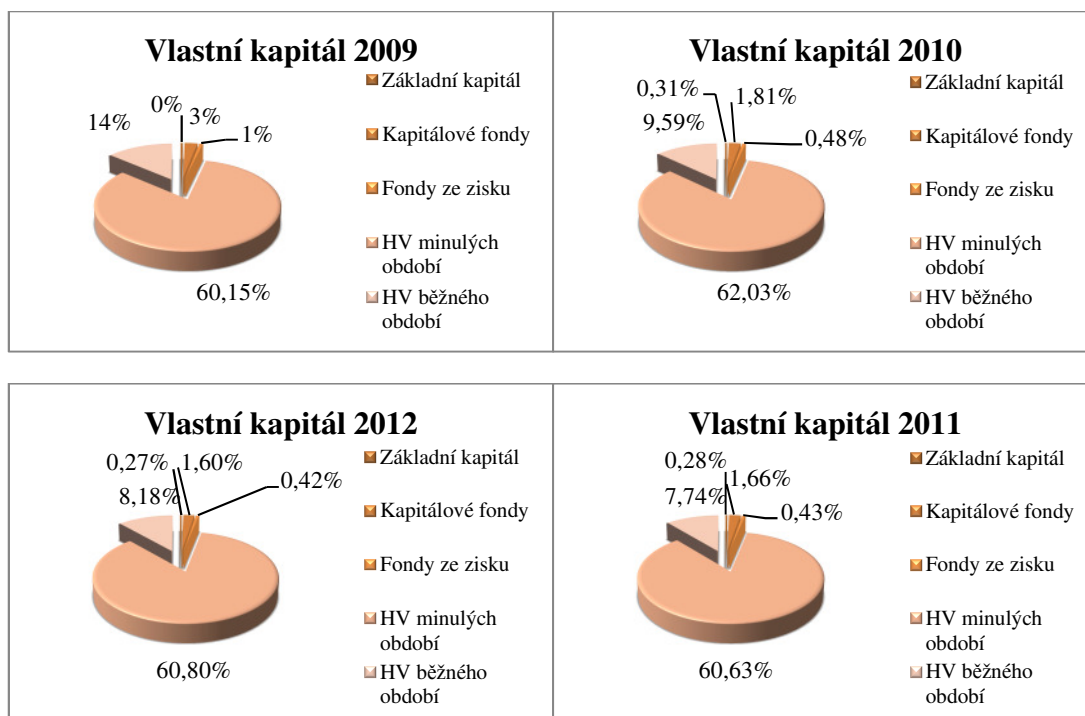 Vlastní kapitál 2009
0%
3%
14%
1%
60,15%
Základní kapitál
Kapitálové fondy
Fondy ze zisku
HV minulých
období
HV běžného
období
Vlastní kapitál 2010
0,31%
1,81%
9,59%
0,48%
62,03%
Základní kapitál
Kapitálové fondy
Fondy ze zisku
HV minulých
období
HV běžného
období
Vlastní kapitál 2012
0,27%
1,60%
8,18%
0,42%
60,80%
Základní kapitál
Kapitálové fondy
Fondy ze zisku
HV minulých
období
HV běžného
období
Vlastní kapitál 2011
0,28%
1,66%
7,74%
0,43%
60,63%
Základní kapitál
Kapitálové fondy
Fondy ze zisku
HV minulých
období
HV běžného
období